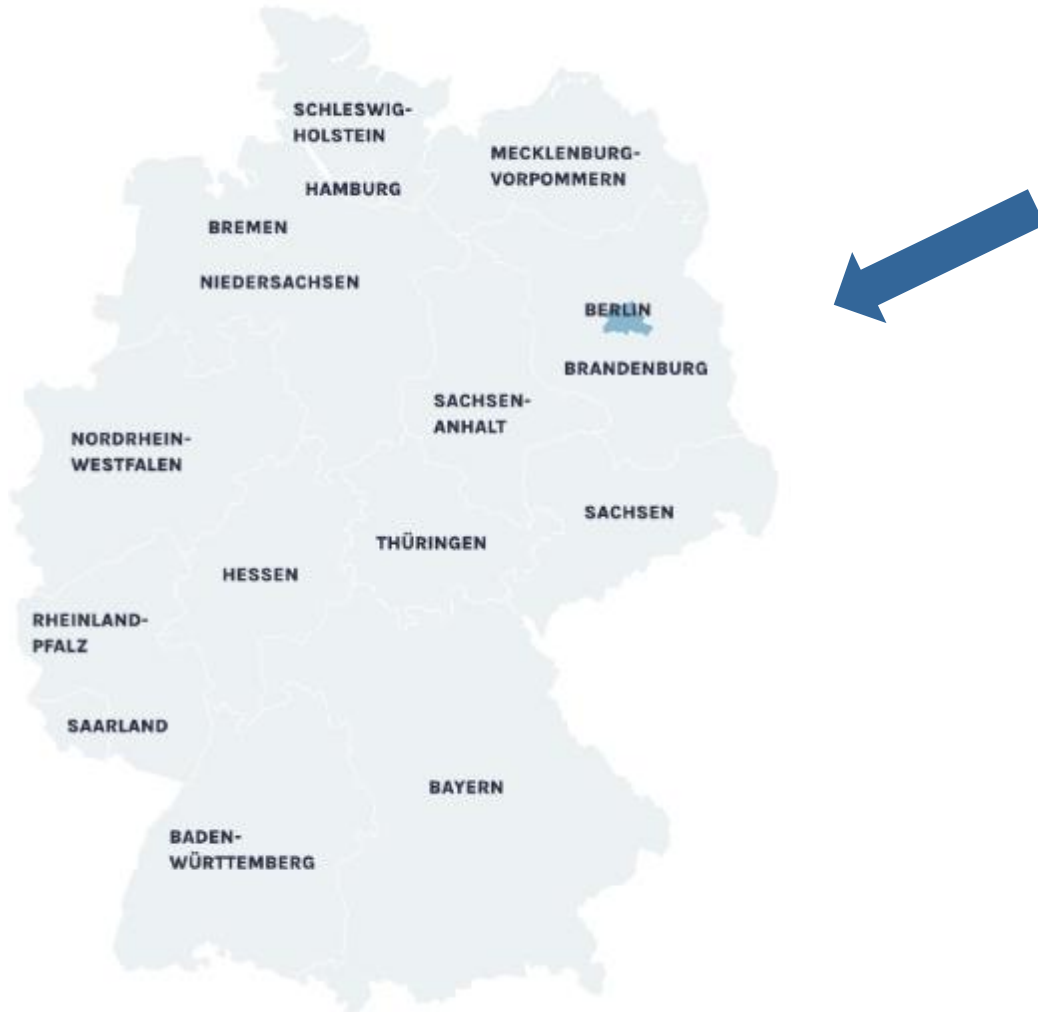 SCHLESWIG-
HOLSTEIN
MECKLENBURG-
VORPOMMERN
HAMBURG
BREMEN
NIEDERSACHSEN
BERLIN
BRANDENBURG
SACHSEN-
ANHALT
NORDRHEIN-
WESTFALEN
SACHSEN
THÜRINGEN
HESSEN
RHEINLAND-
PFALZ
SAARLAND
BAYERN
BADEN-
WÜRTTEMBERG